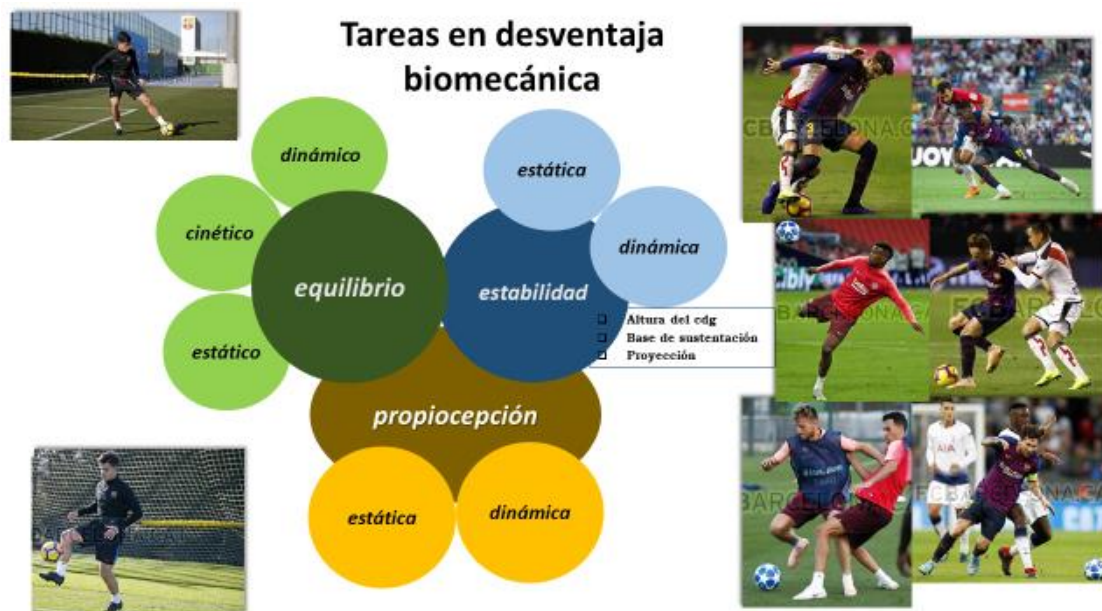 Tareas en desventaja
biomecánica
dinámico
cinético
estático
equilibrio
estática
dinámica
estabilidad
Altura del cdg
Base de sustentación
Proyección
propiocepción
estática
dinámica